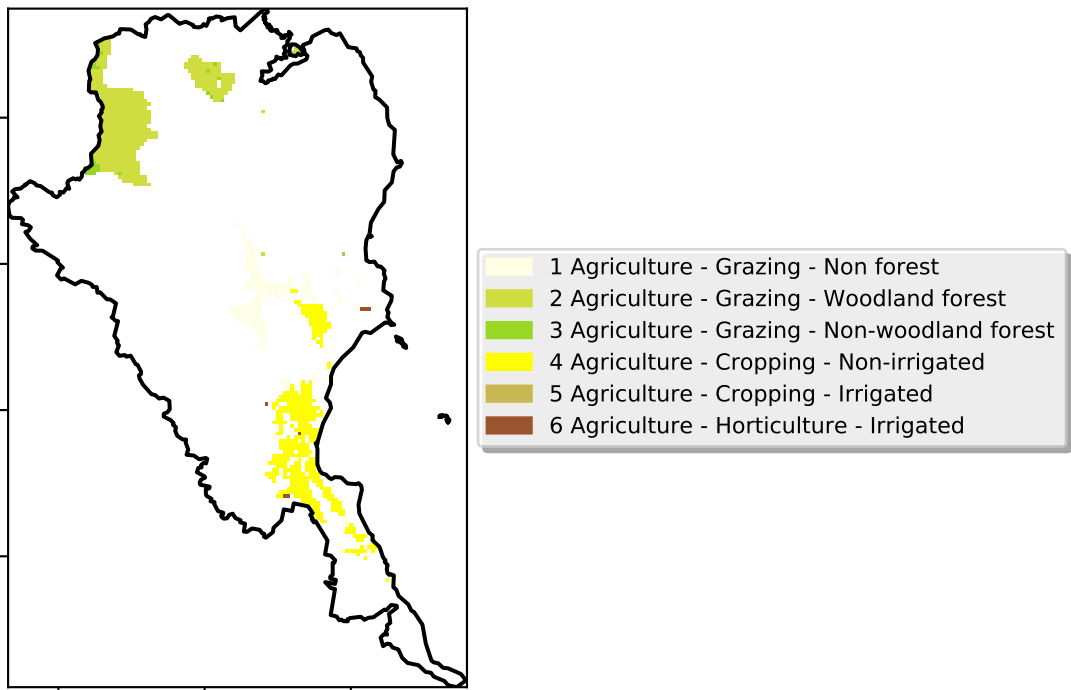 1 Agriculture - Grazing - Non forest
2 Agriculture - Grazing - Woodland forest
3 Agriculture - Grazing - Non-woodland forest
4 Agriculture - Cropping - Non-irrigated
5 Agriculture - Cropping - Irrigated
6 Agriculture - Horticulture - Irrigated